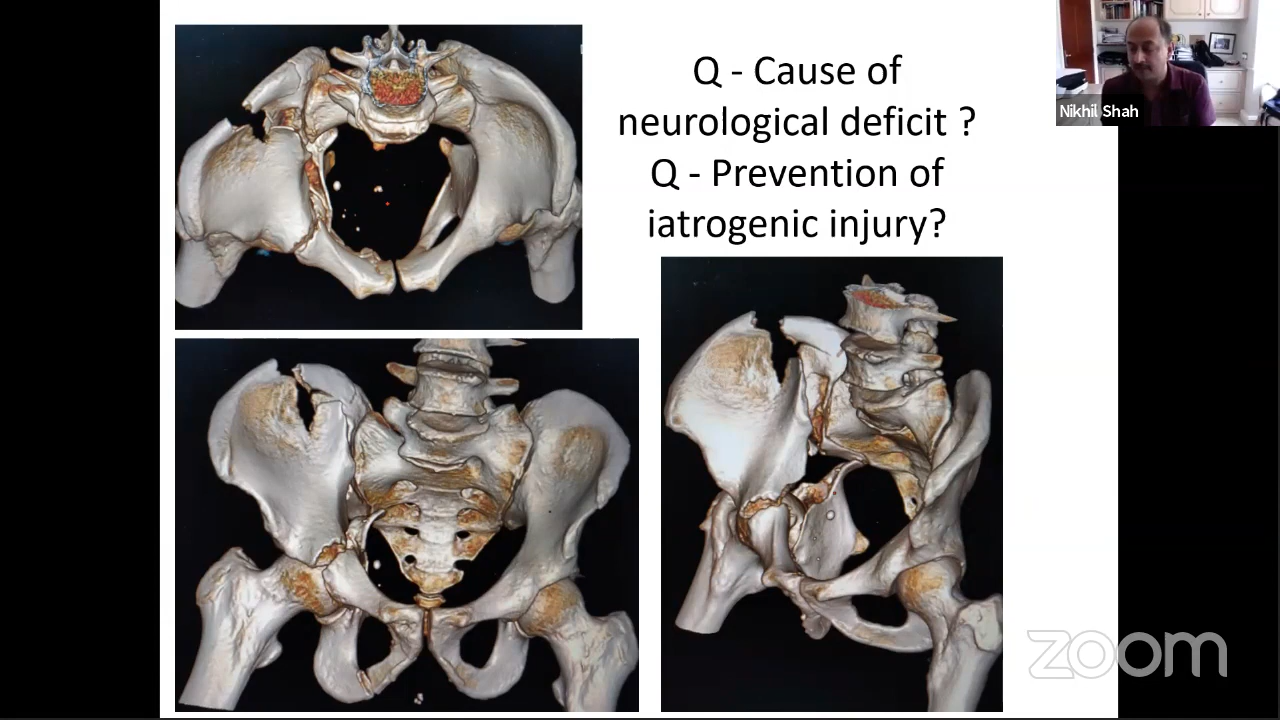 Q - Cause of
neurological deficit ?
Q - Prevention of
iatrogenic injury?
Nikhil Shah
zoom